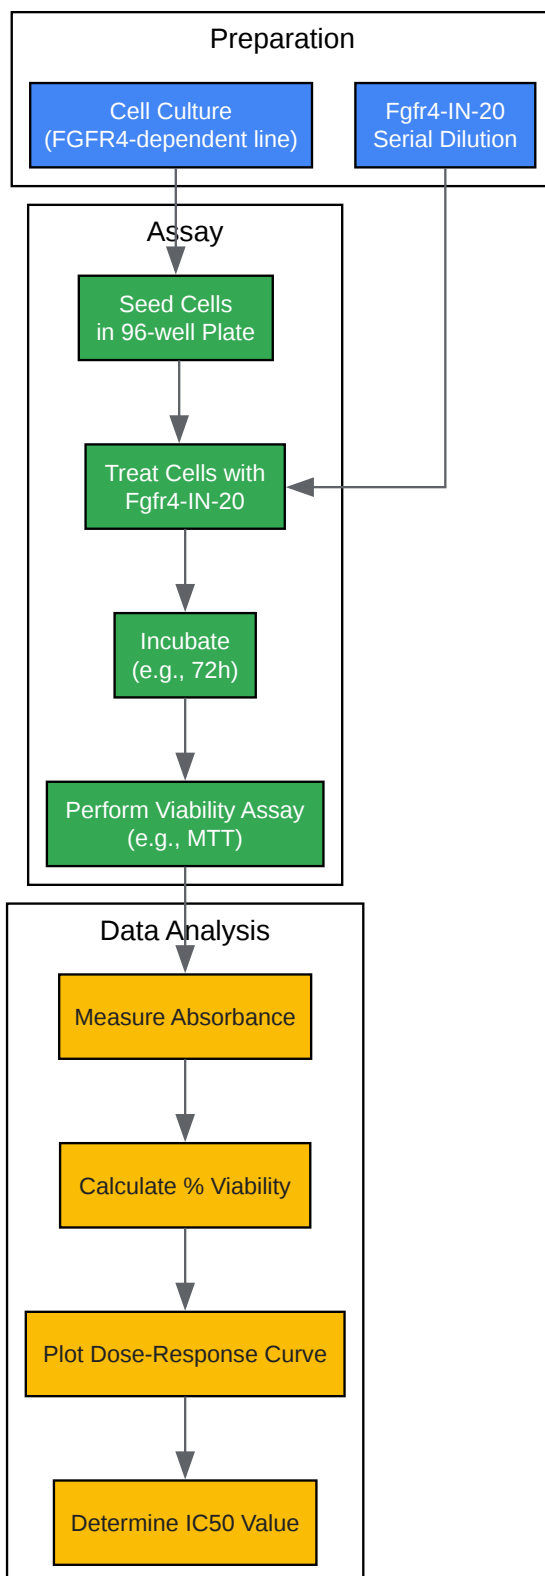 Preparation
Cell Culture
(FGFR4-dependent line)
Fgfr4-IN-20
Serial Dilution
Assay
Seed Cells
in 96-well Plate
Treat Cells with
Fgfr4-IN-20
Incubate
(e.g., 72h)
Perform Viability Assay
(e.g., MTT)
Data Analysis
Measure Absorbance
Calculate % Viability
Plot Dose-Response Curve
Determine IC50 Value